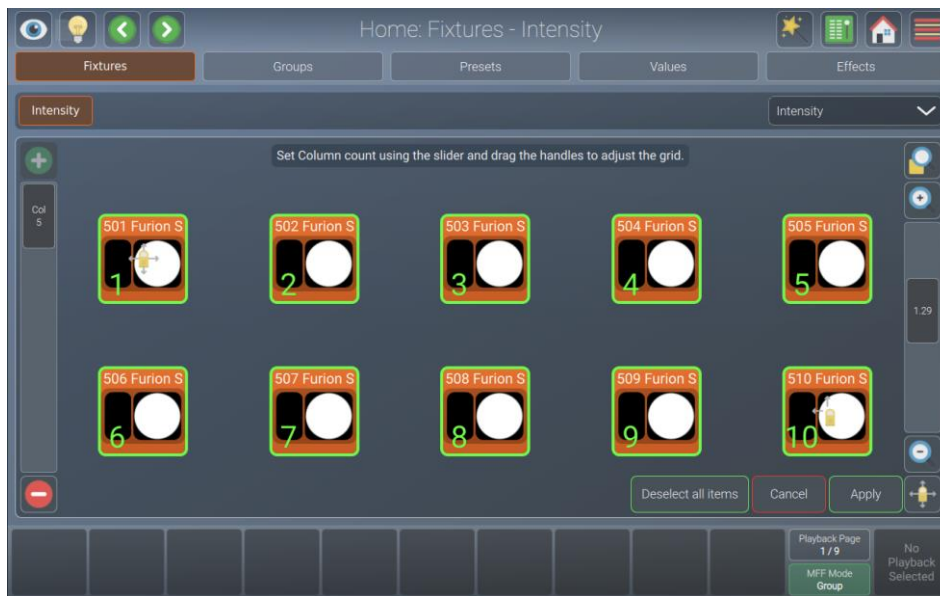 Home: Fixtures - Intensity
Fixtures
Groups
Presets
Values
Effects
Intensity
Intensity
Set Column count using the slider and drag the handles to adjust the grid.
Col
5
501 Furion S
1
502 Furion S
2
503 Furion S
3
504 Furion S
4
505 Furion S
5
1.29
506 Furion S
6
507 Furion S
7
508 Furion S
8
509 Furion S
9
510 Furion S
10
Deselect all items
Cancel
Apply
Playback Page
1/9
MFF Mode
Group
No
Playback
Selected